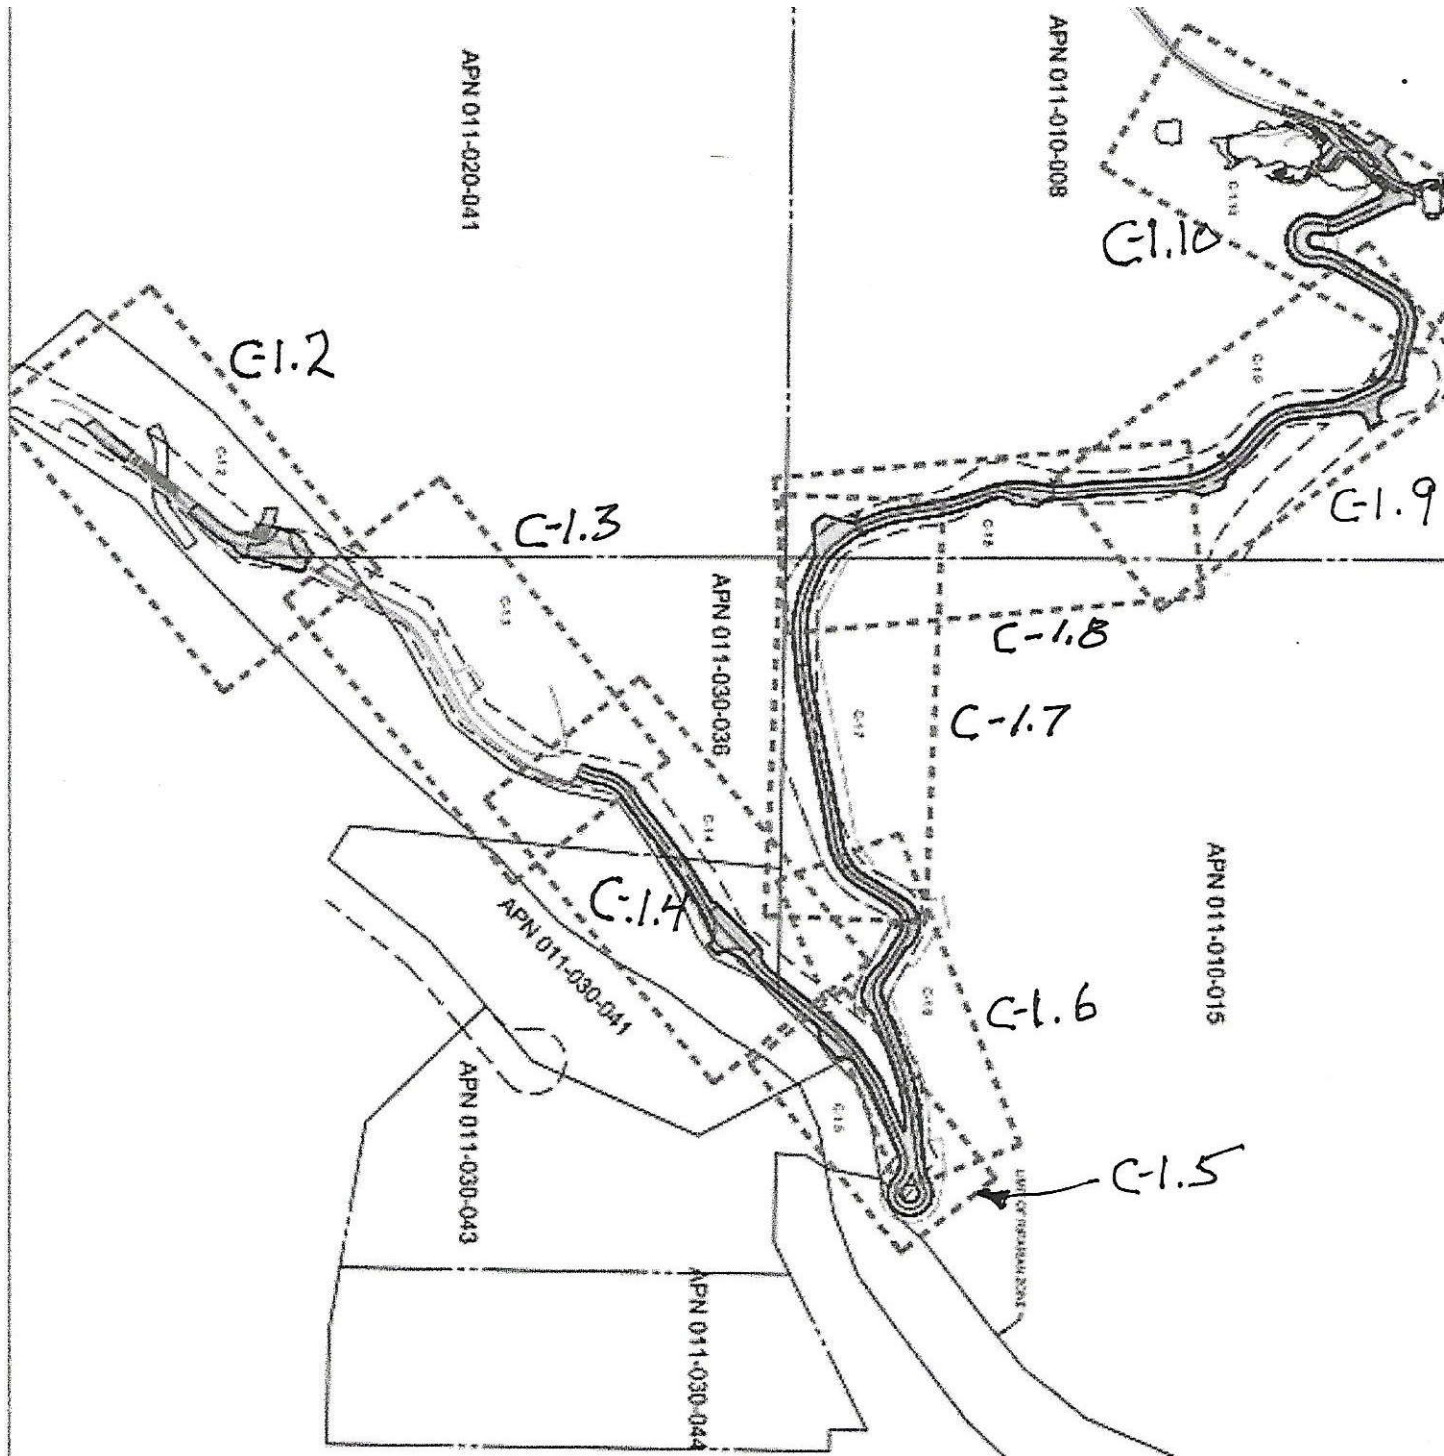 APN 011-020-041
APN 011-010-008
C-1.10
C-1.2
C-1.3
C-1.9
APN 011-030-036
C-1.8
C-1.7
C-1.4
APN 011-030-041
APN 011-010-015
C-1.6
APN 011-030-043
C-1.5
APN 011-030-044